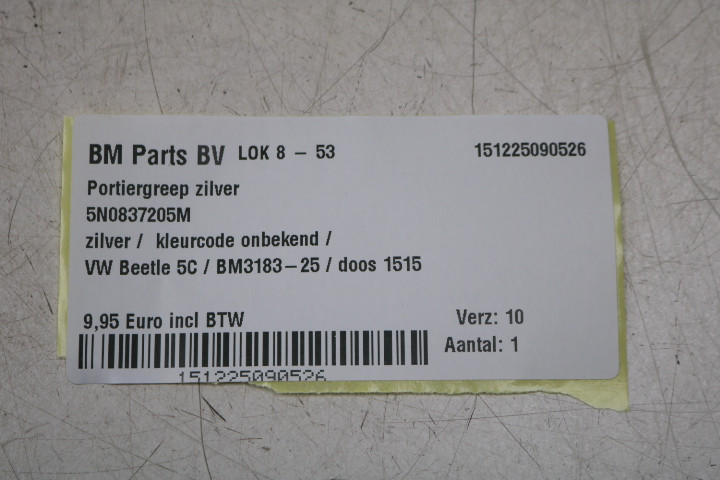 BM Parts BV LOK 8 - 53 151225090526
Portiergreep zilver
5N0837205M
zilver / kleurcode onbekend /
VW Beetle 5C / BM3183-25 / doos 1515
9,95 Euro incl BTW Verz: 10
Aantal: 1
151225090526